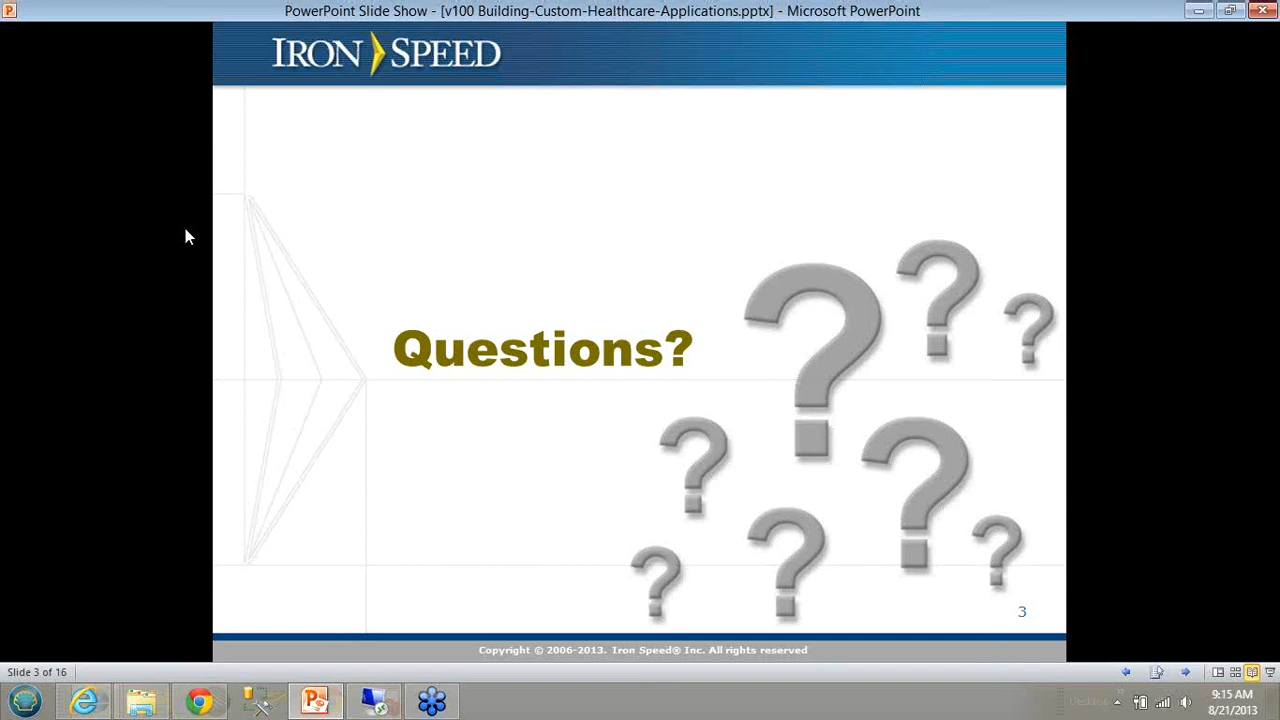 PowerPoint Slide Show - [v100 Building-Custom-Healthcare-Applications.pptx] - Microsoft PowerPoint
IRON SPEED
Questions?
3
Copyright © 2006-2013. Iron Speed® Inc. All rights reserved
Slide 3 of 16
Desktop
9:15 AM
8/21/2013